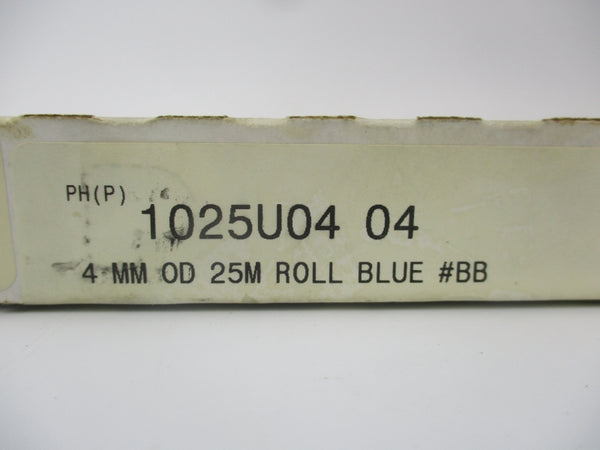 PH(P)
1025U04 04
4 MM OD 25M ROLL BLUE #BB